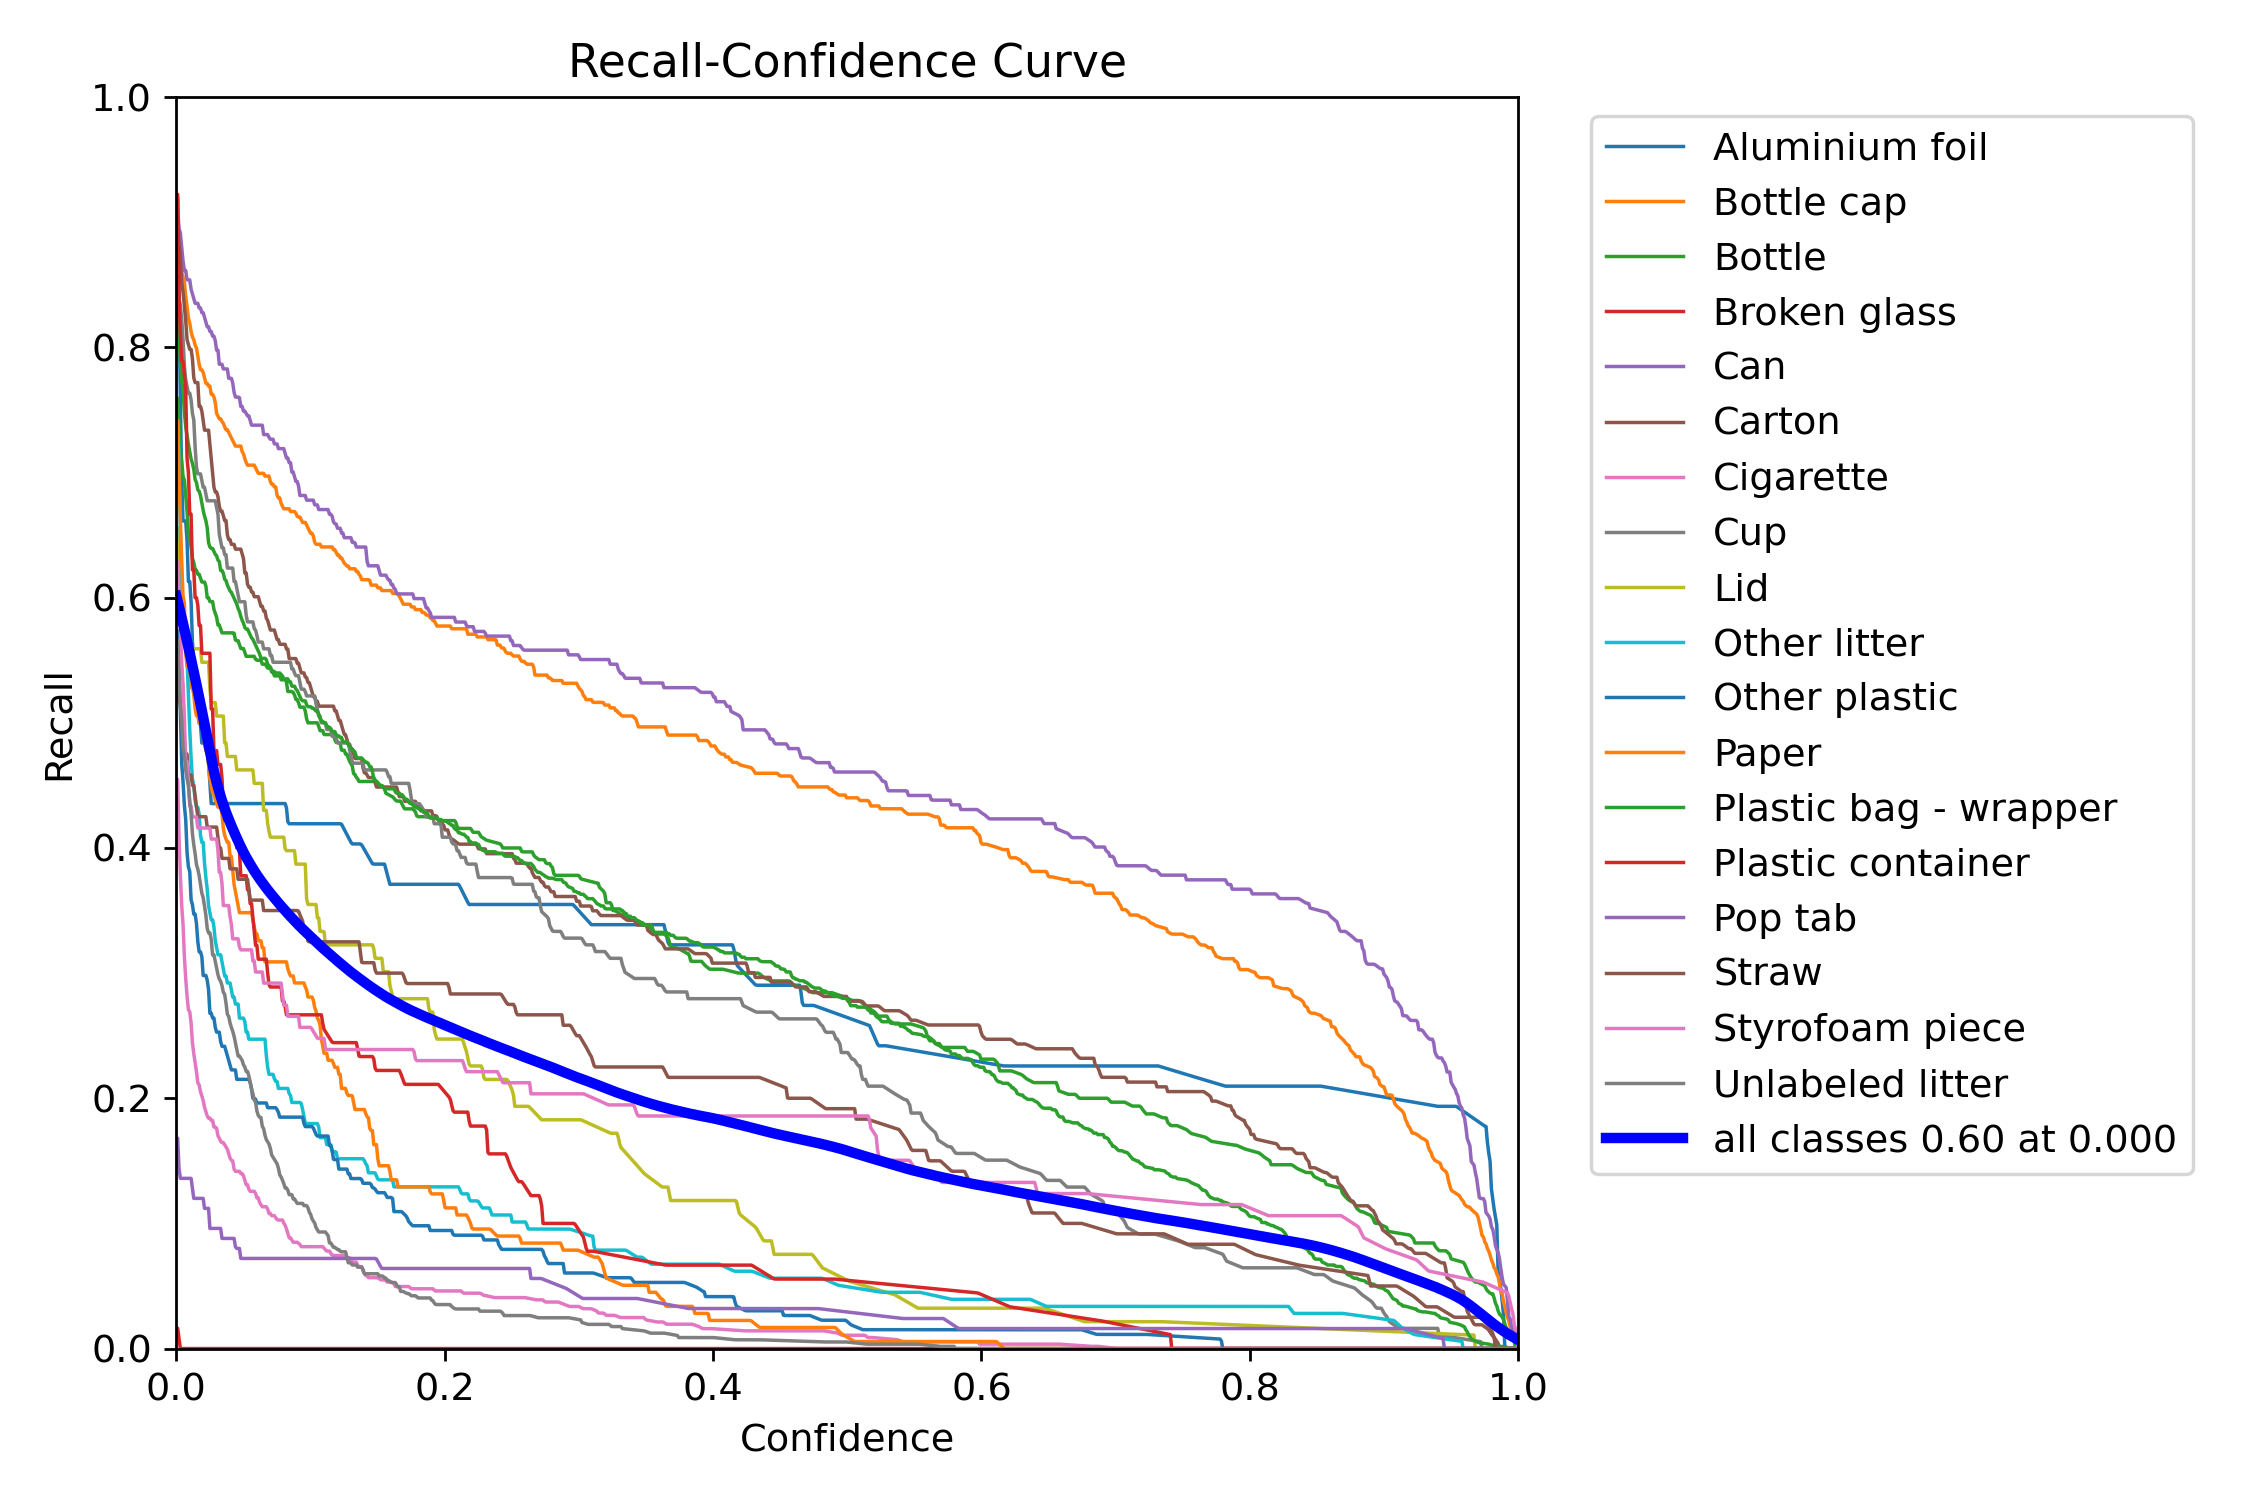 Recall-Confidence Curve
1.0
0.8
0.6
0.4
0.2
0.0
Recall
0.0 0.2 0.4 0.6 0.8 1.0
Confidence
Aluminium foil
Bottle cap
Bottle
Broken glass
Can
Carton
Cigarette
Cup
Lid
Other litter
Other plastic
Paper
Plastic bag - wrapper
Plastic container
Pop tab
Straw
Styrofoam piece
Unlabeled litter
all classes 0.60 at 0.000